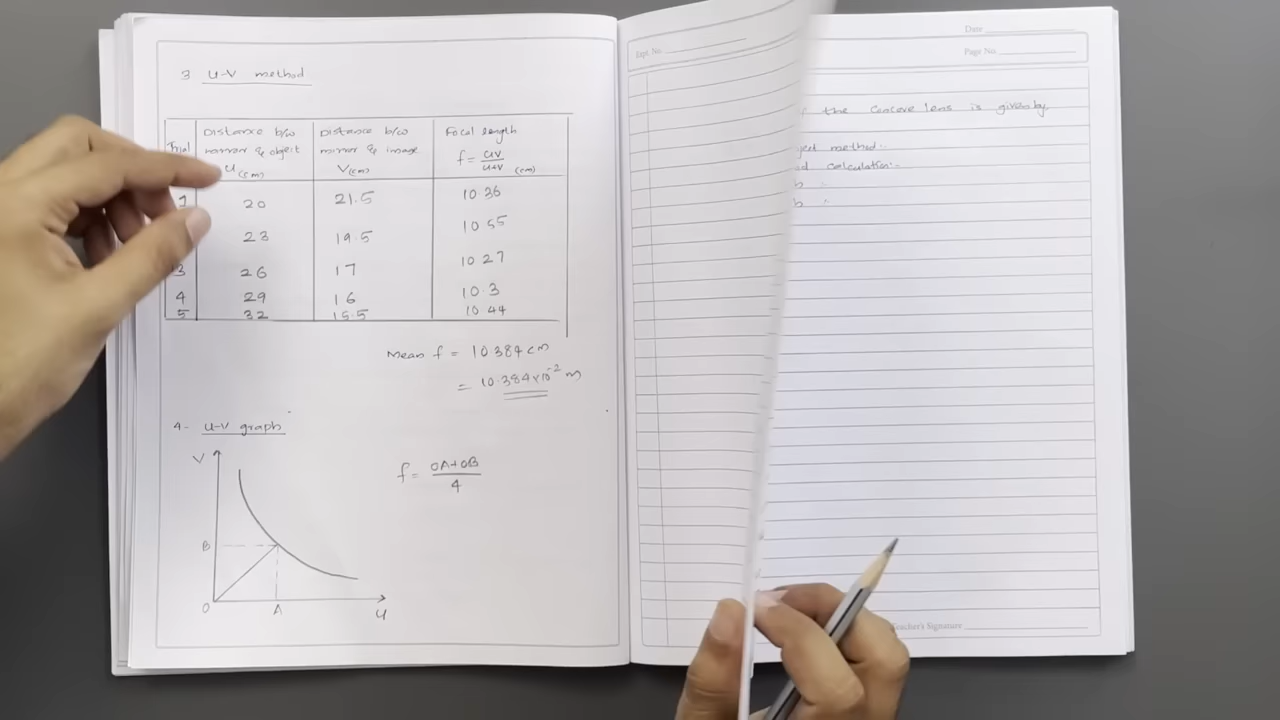 3 U-V method
Trial
Distance b/w mirror & object U(cm)
Distance b/w mirror & image V(cm)
Focal length f = uv/u+v (cm)
1 20 21.5 10.36
23 19.5 10.55
3 26 17 10.27
4 29 16 10.3
5 32 15.5 10.44
Mean f = 10.384 cm
= 10.384×10⁻² m
4- U-V graph
V
f = OA+OB/4
B
O
A
U
Dpl. No.
Date
Page No.
the concave lens is given by
ject method:-
d calculation:-
Teacher's Signature